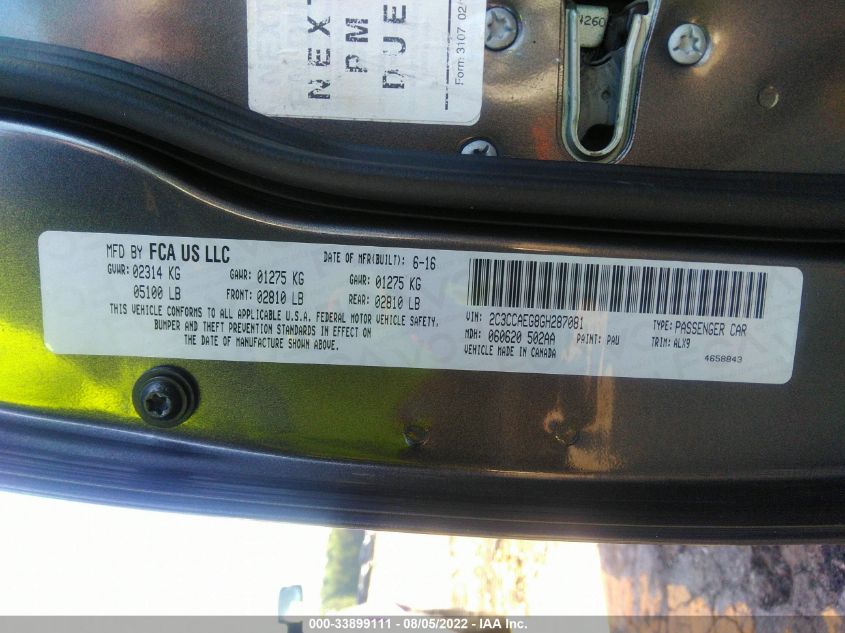 NEXT
PM
DUE
Form: 3107 02/
4260
MFD BY FCA US LLC
DATE OF MFR(BUILT): 6-16
GVWR: 02314 KG GAWR: 01275 KG GAWR: 01275 KG
05100 LB FRONT: 02810 LB REAR: 02810 LB
THIS VEHICLE CONFORMS TO ALL APPLICABLE U.S.A. FEDERAL MOTOR VEHICLE SAFETY,
BUMPER AND THEFT PREVENTION STANDARDS IN EFFECT ON
THE DATE OF MANUFACTURE SHOWN ABOVE.
VIN: 2C3CCAEG8GH287081 TYPE: PASSENGER CAR
MDH: 060620 502AA PAINT: PAU TRIM: ALX9
VEHICLE MADE IN CANADA
4658843
000-33899111 - 08/05/2022 - IAA Inc.